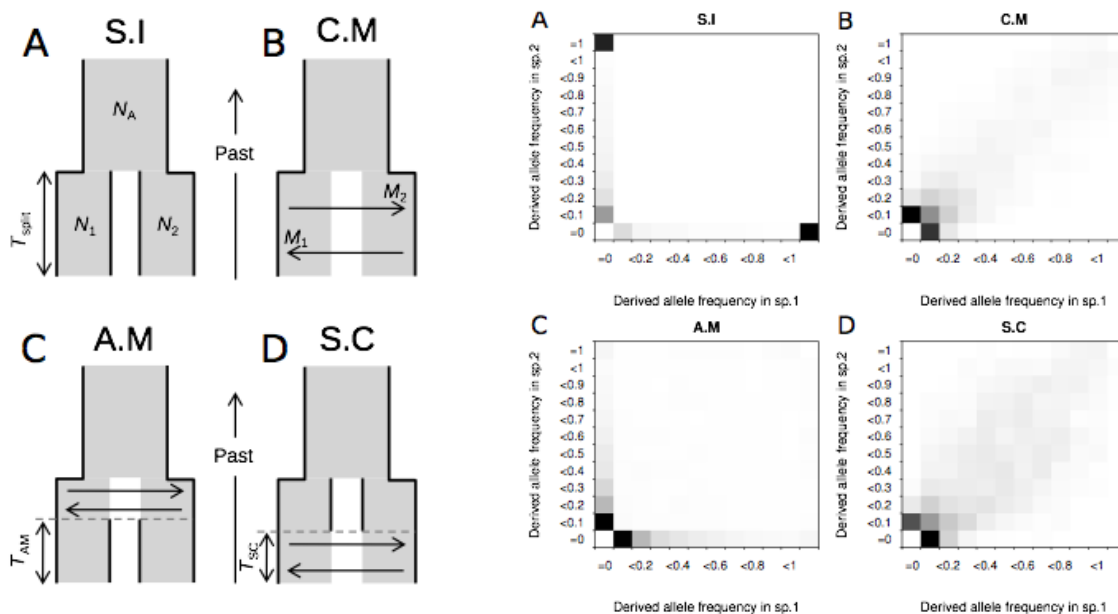 A
S.I
B
C.M
N_A
Past
M_2
T_split
N_1
N_2
M_1
C
A.M
D
S.C
Past
T_AM
T_SC
A
S.I
Derived allele frequency in sp.2
=1
<1
<0.9
<0.8
<0.7
<0.6
<0.5
<0.4
<0.3
<0.2
<0.1
=0
=0
<0.2
<0.4
<0.6
<0.8
<1
Derived allele frequency in sp.1
B
C.M
Derived allele frequency in sp.2
=1
<1
<0.9
<0.8
<0.7
<0.6
<0.5
<0.4
<0.3
<0.2
<0.1
=0
=0
<0.2
<0.4
<0.6
<0.8
<1
Derived allele frequency in sp.1
C
A.M
Derived allele frequency in sp.2
=1
<1
<0.9
<0.8
<0.7
<0.6
<0.5
<0.4
<0.3
<0.2
<0.1
=0
=0
<0.2
<0.4
<0.6
<0.8
<1
Derived allele frequency in sp.1
D
S.C
Derived allele frequency in sp.2
=1
<1
<0.9
<0.8
<0.7
<0.6
<0.5
<0.4
<0.3
<0.2
<0.1
=0
=0
<0.2
<0.4
<0.6
<0.8
<1
Derived allele frequency in sp.1